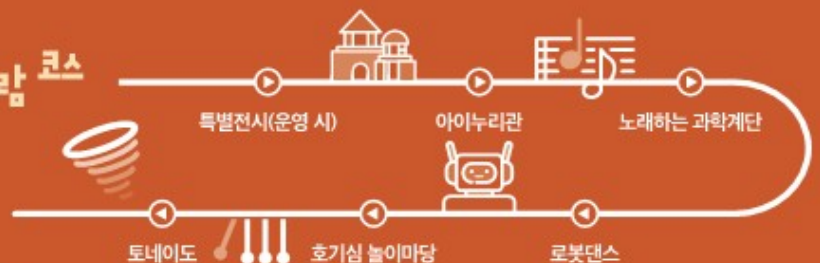 람 코스
특별전시(운영 시)
아이누리관
노래하는 과학계단
로봇댄스
호기심 놀이마당
토네이도